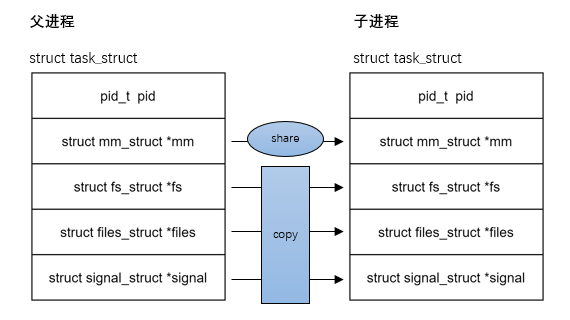 父进程
子进程
struct task_struct
struct task_struct
pid_t pid
pid_t pid
struct mm_struct *mm
share
struct mm_struct *mm
struct fs_struct *fs
struct fs_struct *fs
struct files_struct *files
copy
struct files_struct *files
struct signal_struct *signal
struct signal_struct *signal